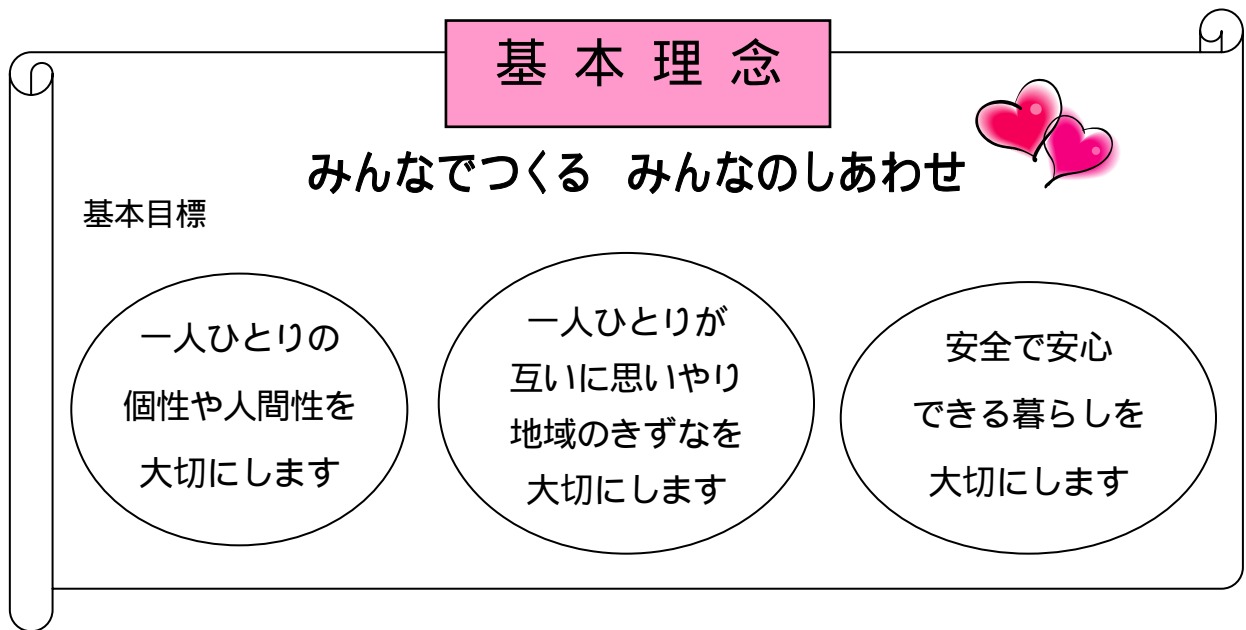 基本理念
みんなでつくる　みんなのしあわせ
基本目標
一人ひとりの
個性や人間性を
大切にします
一人ひとりが
互いに思いやり
地域のきずなを
大切にします
安全で安心
できる暮らしを
大切にします